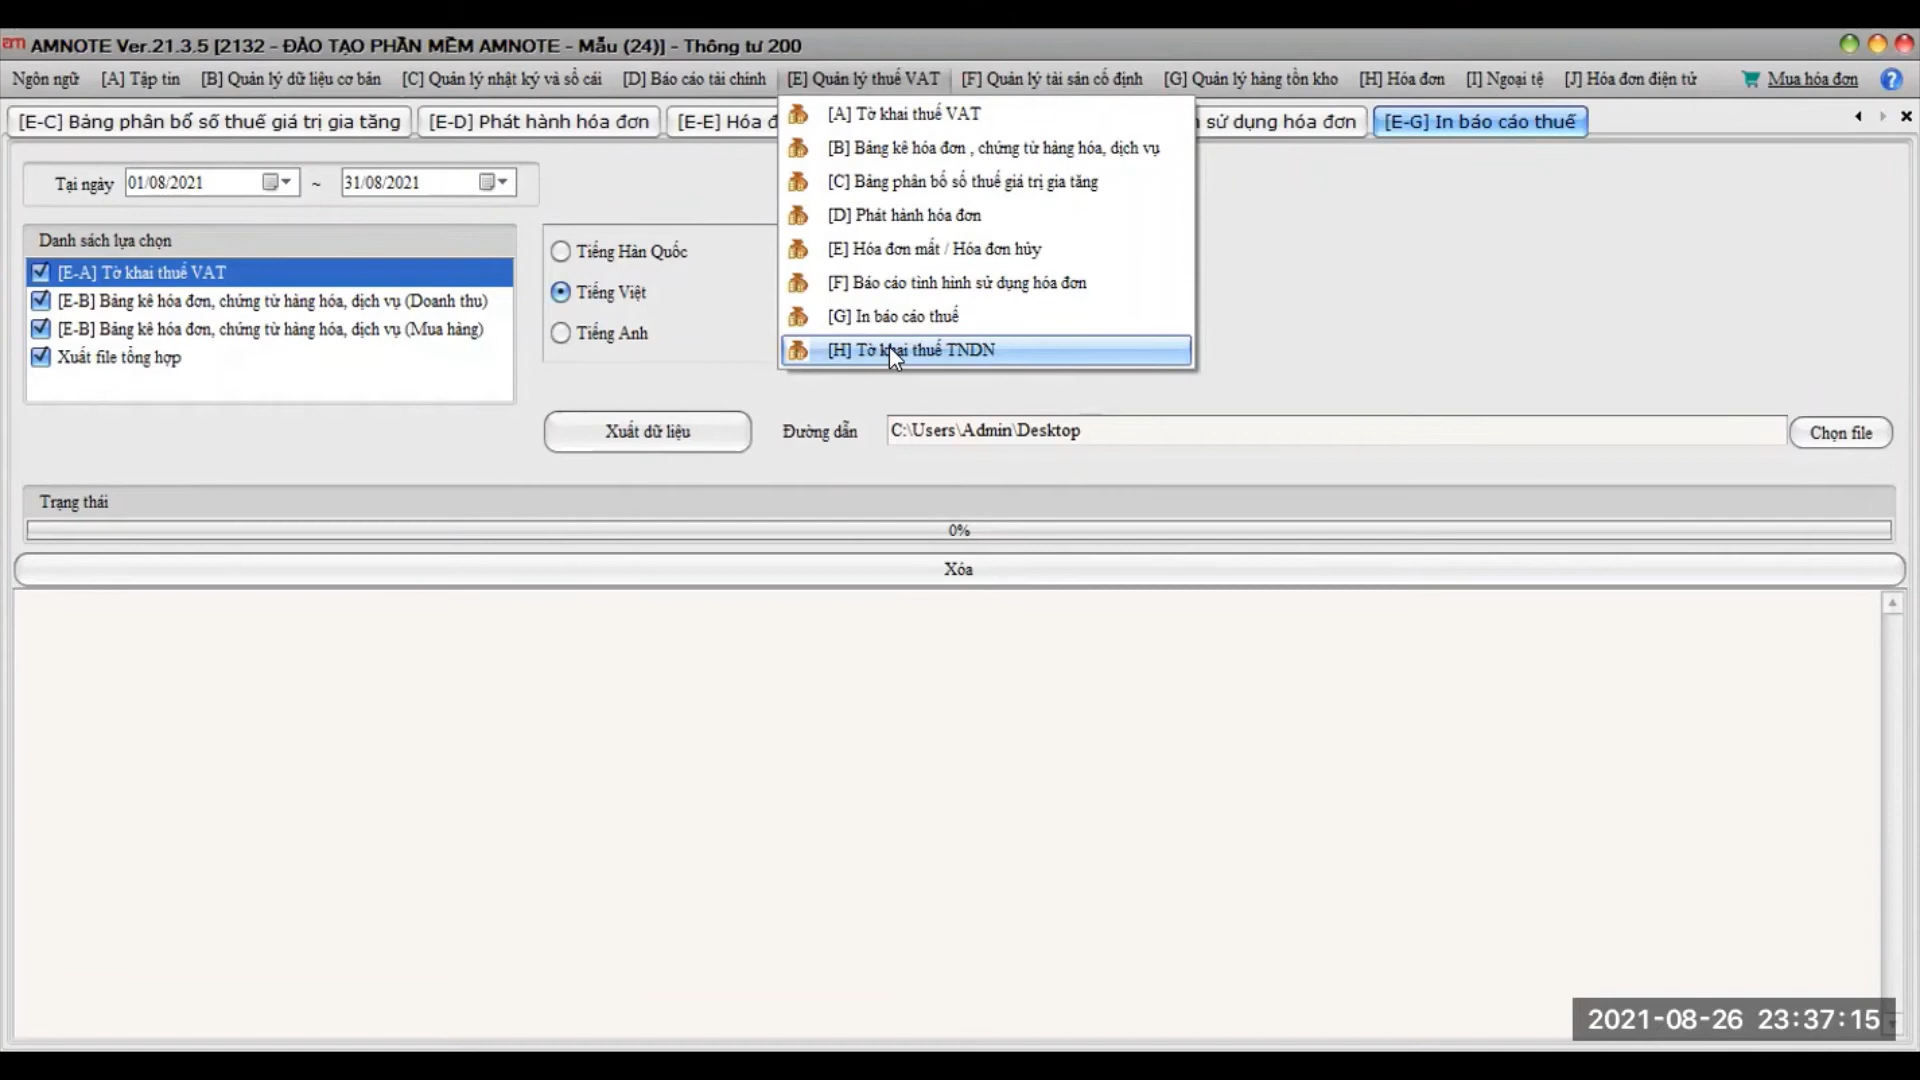 am AMNOTE Ver.21.3.5 [2132 - ĐÀO TẠO PHẦN MỀM AMNOTE - Mẫu (24)] - Thông tư 200
Ngôn ngữ [A] Tập tin [B] Quản lý dữ liệu cơ bản [C] Quản lý nhật ký và sổ cái [D] Báo cáo tài chính [E] Quản lý thuế VAT [F] Quản lý tài sản cố định [G] Quản lý hàng tồn kho [H] Hóa đơn [I] Ngoại tệ [J] Hóa đơn điện tử Mua hóa đơn ?
[E-C] Bảng phân bổ số thuế giá trị gia tăng [E-D] Phát hành hóa đơn [E-E] Hóa đ sử dụng hóa đơn [E-G] In báo cáo thuế
[A] Tờ khai thuế VAT
[B] Bảng kê hóa đơn , chứng từ hàng hóa, dịch vụ
[C] Bảng phân bổ số thuế giá trị gia tăng
[D] Phát hành hóa đơn
[E] Hóa đơn mất / Hóa đơn hủy
[F] Báo cáo tình hình sử dụng hóa đơn
[G] In báo cáo thuế
[H] Tờ khai thuế TNDN
Tại ngày 01/08/2021 ~ 31/08/2021
Danh sách lựa chọn
[E-A] Tờ khai thuế VAT
[E-B] Bảng kê hóa đơn, chứng từ hàng hóa, dịch vụ (Doanh thu)
[E-B] Bảng kê hóa đơn, chứng từ hàng hóa, dịch vụ (Mua hàng)
Xuất file tổng hợp
Tiếng Hàn Quốc
Tiếng Việt
Tiếng Anh
Xuất dữ liệu Đường dẫn C:\Users\Admin\Desktop Chọn file
Trạng thái
0%
Xóa
2021-08-26 23:37:15